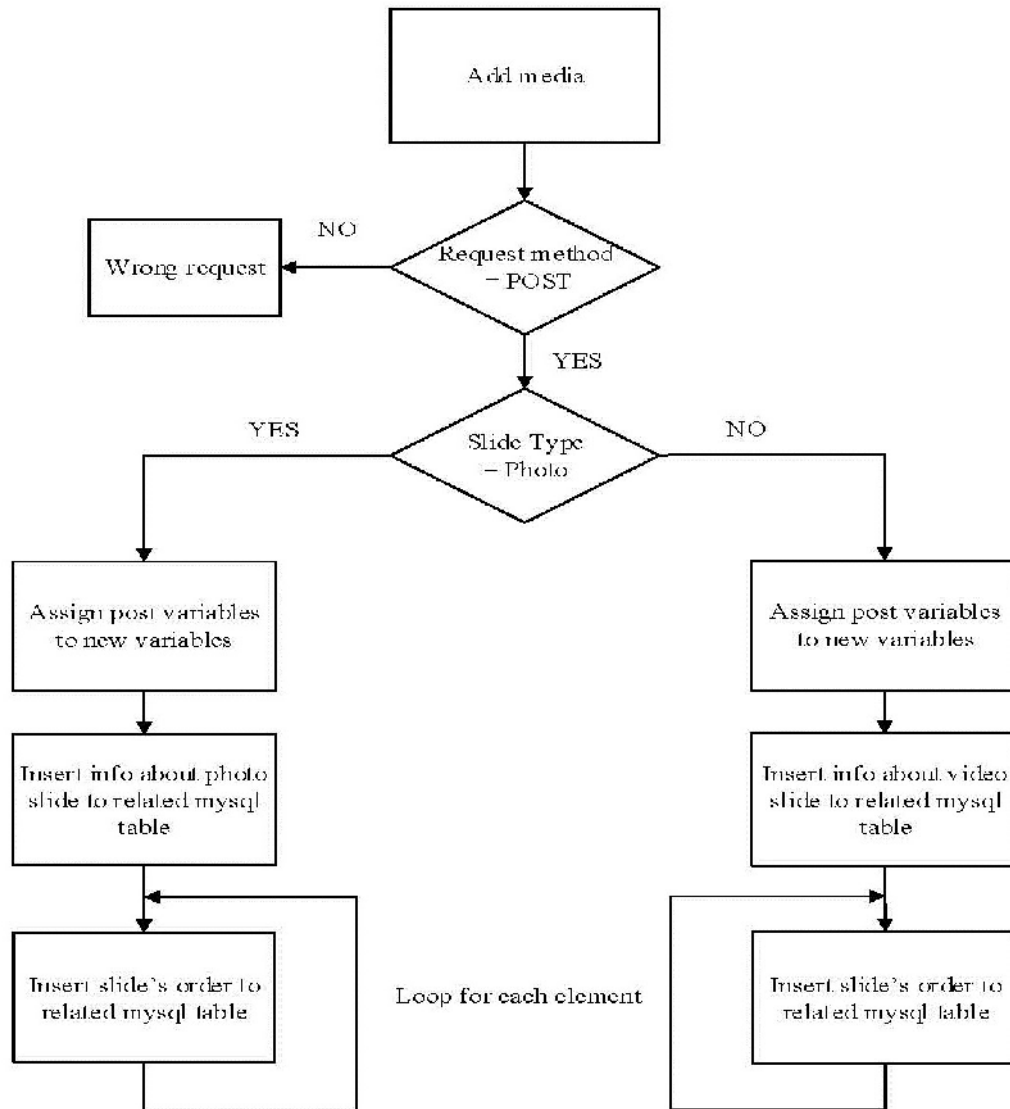 Add media
NO
Request method
= POST
Wrong request
YES
YES
Slide Type
= Photo
NO
Assign post variables
to new variables
Assign post variables
to new variables
Insert info about photo
slide to related mysql
table
Insert info about video
slide to related mysql
table
Insert slide's order to
related mysql table
Loop for each element
Insert slide's order to
related mysql table